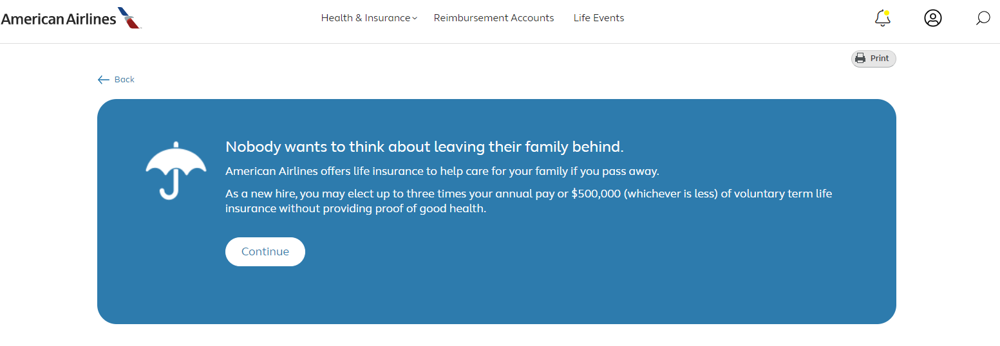 American Airlines
Health & Insurance
Reimbursement Accounts
Life Events
Print
Back
Nobody wants to think about leaving their family behind.
American Airlines offers life insurance to help care for your family if you pass away.
As a new hire, you may elect up to three times your annual pay or $500,000 (whichever is less) of voluntary term life
insurance without providing proof of good health.
Continue